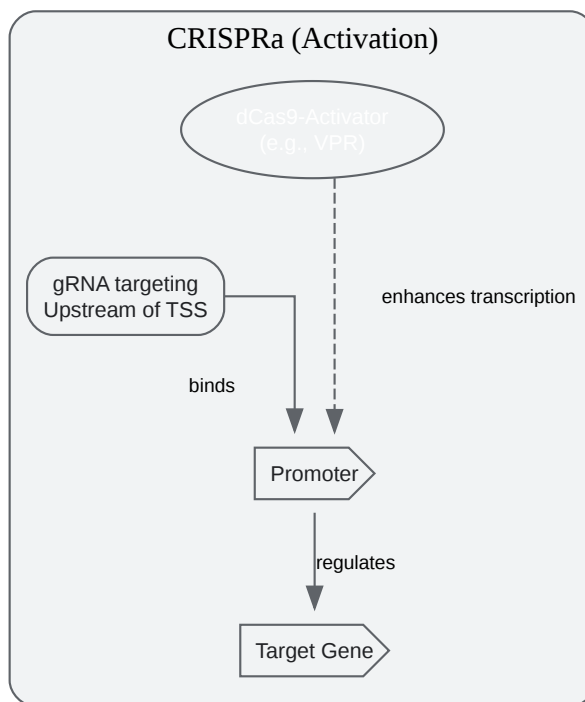 CRISPRa (Activation)
dCas9-Activator
(e.g., VPR)
gRNA targeting
Upstream of TSS
enhances transcription
binds
Promoter
regulates
Target Gene